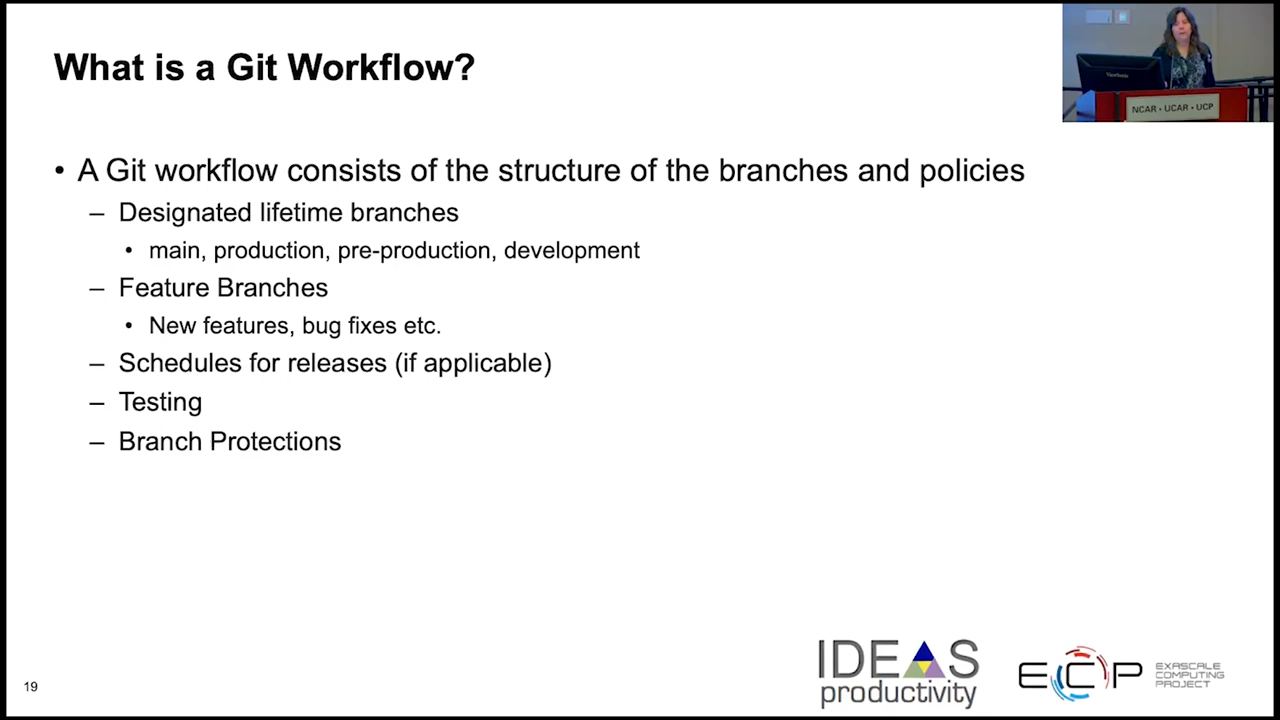 What is a Git Workflow?
ViewSonic
NCAR • UCAR • UCP
• A Git workflow consists of the structure of the branches and policies
– Designated lifetime branches
• main, production, pre-production, development
– Feature Branches
• New features, bug fixes etc.
– Schedules for releases (if applicable)
– Testing
– Branch Protections
19
IDEAS
productivity
ECP
EXASCALE
COMPUTING
PROJECT